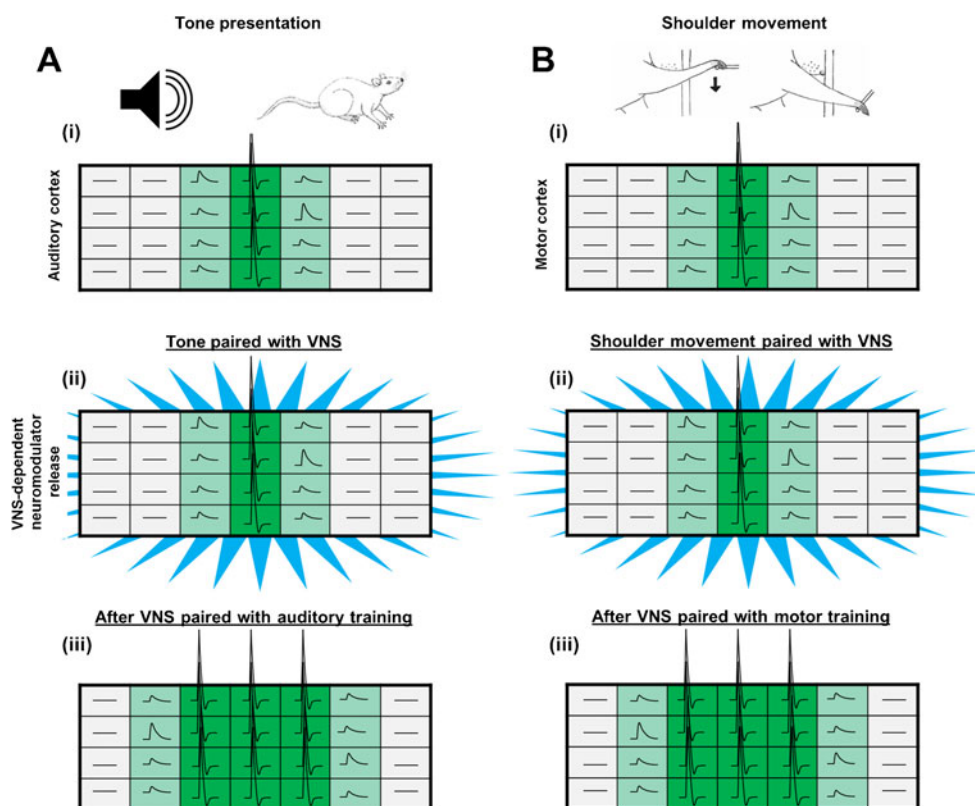 Tone presentation
Shoulder movement
A
B
(i)
(i)
Auditory cortex
Motor cortex
Tone paired with VNS
Shoulder movement paired with VNS
(ii)
(ii)
VNS-dependent
neuromodulator
release
After VNS paired with auditory training
After VNS paired with motor training
(iii)
(iii)